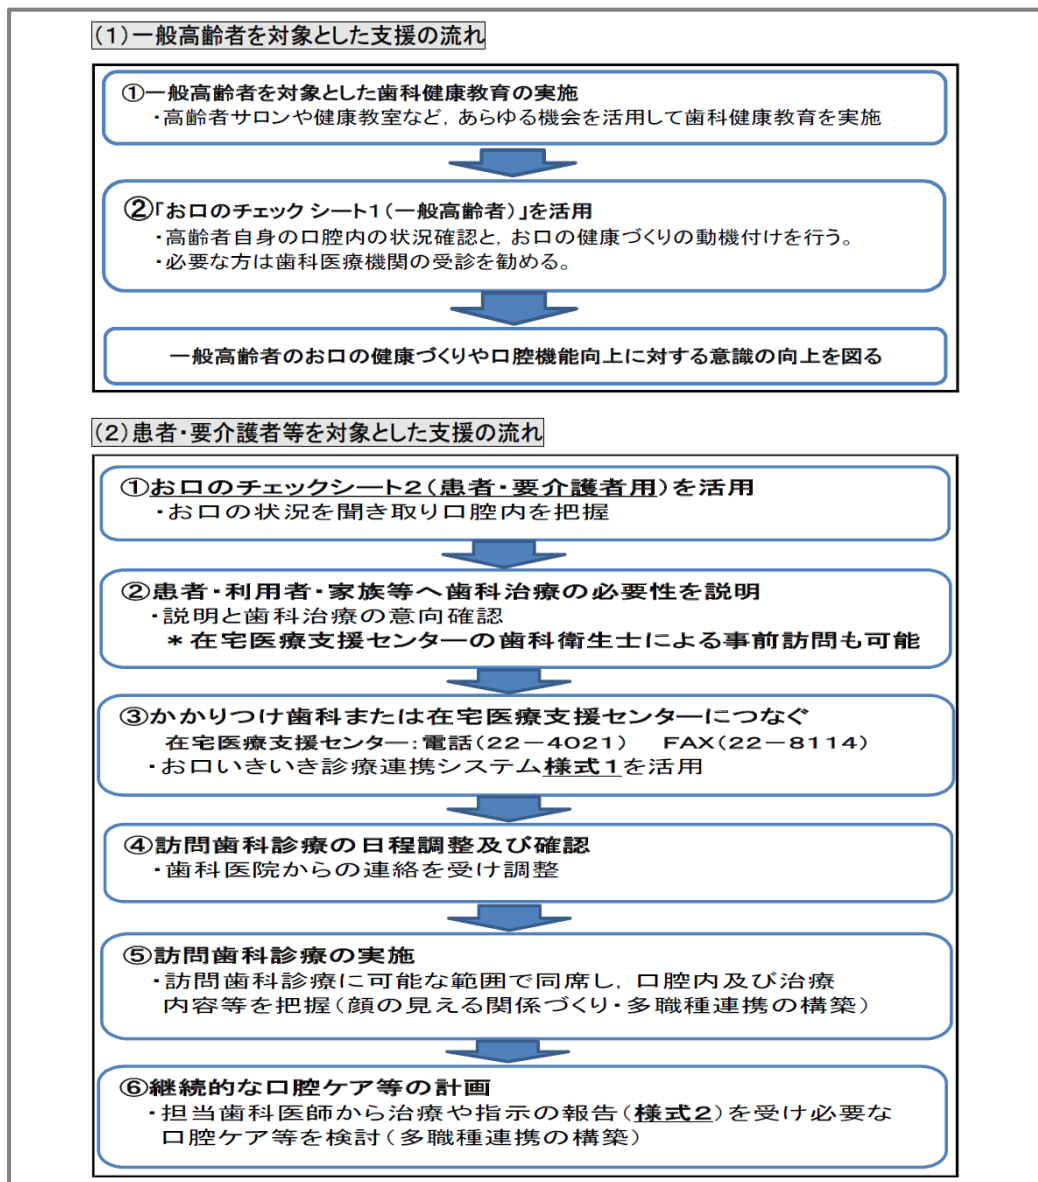 （１）一般高齢者を対象とした支援の流れ
①一般高齢者を対象とした歯科健康教育の実施
・高齢者サロンや健康教室など，あらゆる機会を活用して歯科健康教育を実施
②「お口のチェック シート１（一般高齢者）」を活用
・高齢者自身の口腔内の状況確認と，お口の健康づくりの動機付けを行う。
・必要な方は歯科医療機関の受診を勧める。
一般高齢者のお口の健康づくりや口腔機能向上に対する意識の向上を図る
（２）患者・要介護者等を対象とした支援の流れ
①お口のチェックシート２（患者・要介護者用）を活用
・お口の状況を聞き取り口腔内を把握
②患者・利用者・家族等へ歯科治療の必要性を説明
・説明と歯科治療の意向確認
＊在宅医療支援センターの歯科衛生士による事前訪問も可能
③かかりつけ歯科または在宅医療支援センターにつなぐ
在宅医療支援センター：電話（２２－４０２１） FAX（２２－８１１４）
・お口いきいき診療連携システム様式１を活用
④訪問歯科診療の日程調整及び確認
・歯科医院からの連絡を受け調整
⑤訪問歯科診療の実施
・訪問歯科診療に可能な範囲で同席し，口腔内及び治療
内容等を把握（顔の見える関係づくり・多職種連携の構築）
⑥継続的な口腔ケア等の計画
・担当歯科医師から治療や指示の報告（様式２）を受け必要な
口腔ケア等を検討（多職種連携の構築）